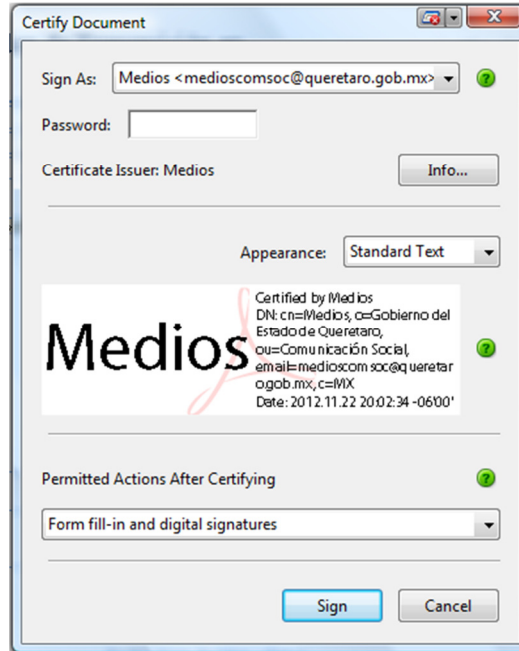 Certify Document
Sign As: Medios <medioscomsoc@queretaro.gob.mx>
Password:
Certificate Issuer: Medios
Info...
Appearance: Standard Text
Medios
Certified by Medios
DN: cn=Medios, o=Gobierno del
Estado de Queretaro,
ou=Comunicación Social,
email=medioscomsoc@queretar
o.gob.mx, c=MX
Date: 2012.11.22 20:02:34 -06'00'
Permitted Actions After Certifying
Form fill-in and digital signatures
Sign
Cancel